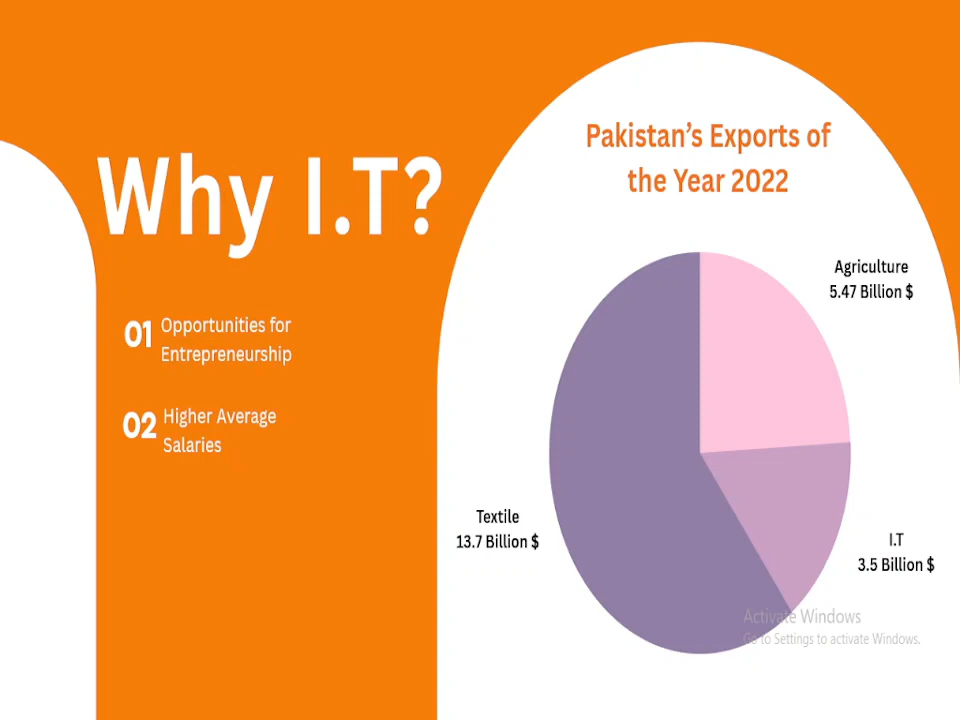 Why I.T?
01 Opportunities for
Entrepreneurship
02 Higher Average
Salaries
Pakistan's Exports of
the Year 2022
Agriculture
5.47 Billion $
Textile
13.7 Billion $
I.T
3.5 Billion $
Activate Windows
Go to Settings to activate Windows.